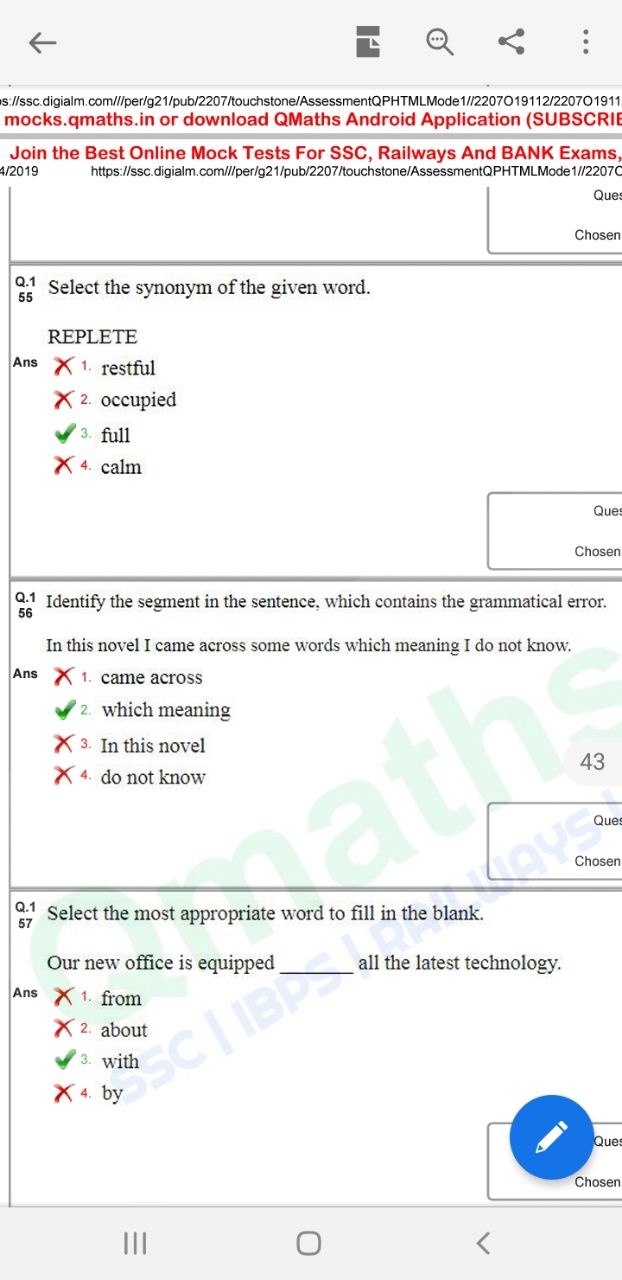 s://ssc.digialm.com///per/g21/pub/2207/touchstone/AssessmentQPHTMLMode1//2207O19112/2207O1911
mocks.qmaths.in or download QMaths Android Application (SUBSCRIB
Join the Best Online Mock Tests For SSC, Railways And BANK Exams,
4/2019 https://ssc.digialm.com///per/g21/pub/2207/touchstone/AssessmentQPHTMLMode1//2207O
Ques
Chosen
Q.1
55
Select the synonym of the given word.
REPLETE
Ans
1. restful
2. occupied
3. full
4. calm
Ques
Chosen
Q.1
56
Identify the segment in the sentence, which contains the grammatical error.
In this novel I came across some words which meaning I do not know.
Ans
1. came across
2. which meaning
3. In this novel
4. do not know
43
Ques
Chosen
Q.1
57
Select the most appropriate word to fill in the blank.
Our new office is equipped _______ all the latest technology.
Ans
1. from
2. about
3. with
4. by
Ques
Chosen
Qmaths
SSC | IBPS | RAILWAYS |